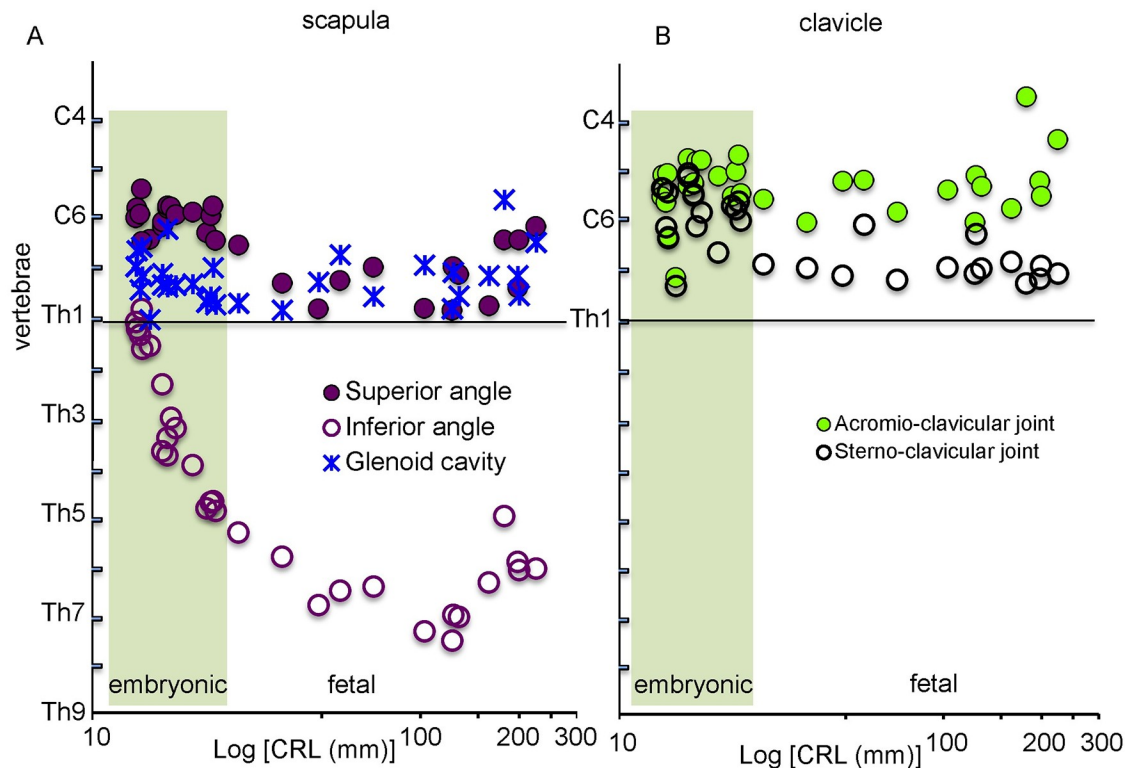 scapula
clavicle
A
B
C4
C6
Th1
Th3
Th5
Th7
Th9
vertebrae
Superior angle
Inferior angle
Glenoid cavity
embryonic
fetal
10
100
200
300
Log [CRL (mm)]
C4
C6
Th1
Acromio-clavicular joint
Sterno-clavicular joint
embryonic
fetal
10
100
200
300
Log [CRL (mm)]